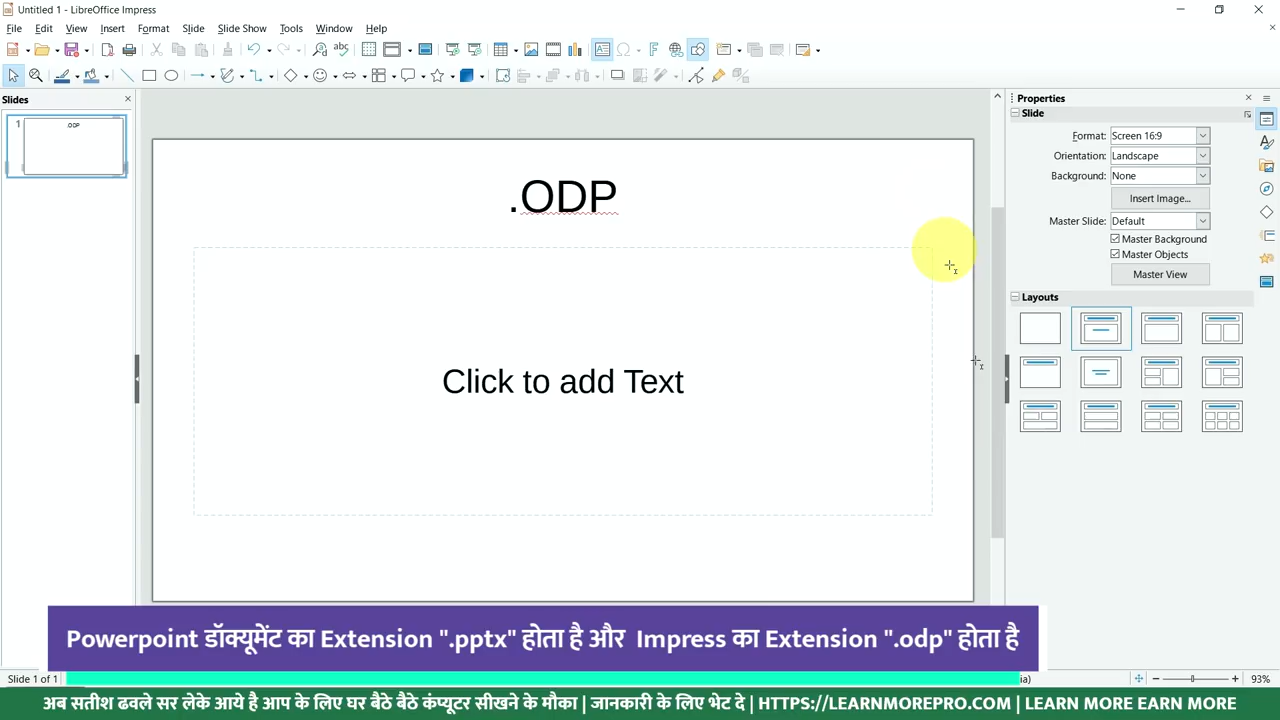 Untitled 1 - LibreOffice Impress
File Edit View Insert Format Slide Slide Show Tools Window Help
Slides
1
.ODP
.ODP
Click to add Text
Properties
Slide
Format: Screen 16:9
Orientation: Landscape
Background: None
Insert Image...
Master Slide: Default
Master Background
Master Objects
Master View
Layouts
Powerpoint डॉक्यूमेंट का Extension ".pptx" होता है और Impress का Extension ".odp" होता है
Slide 1 of 1
ia)
93%
अब सतीश ढवले सर लेके आये है आप के लिए घर बैठे बैठे कंप्यूटर सीखने के मौका | जानकारी के लिए भेट दे | HTTPS://LEARNMOREPRO.COM | LEARN MORE EARN MORE